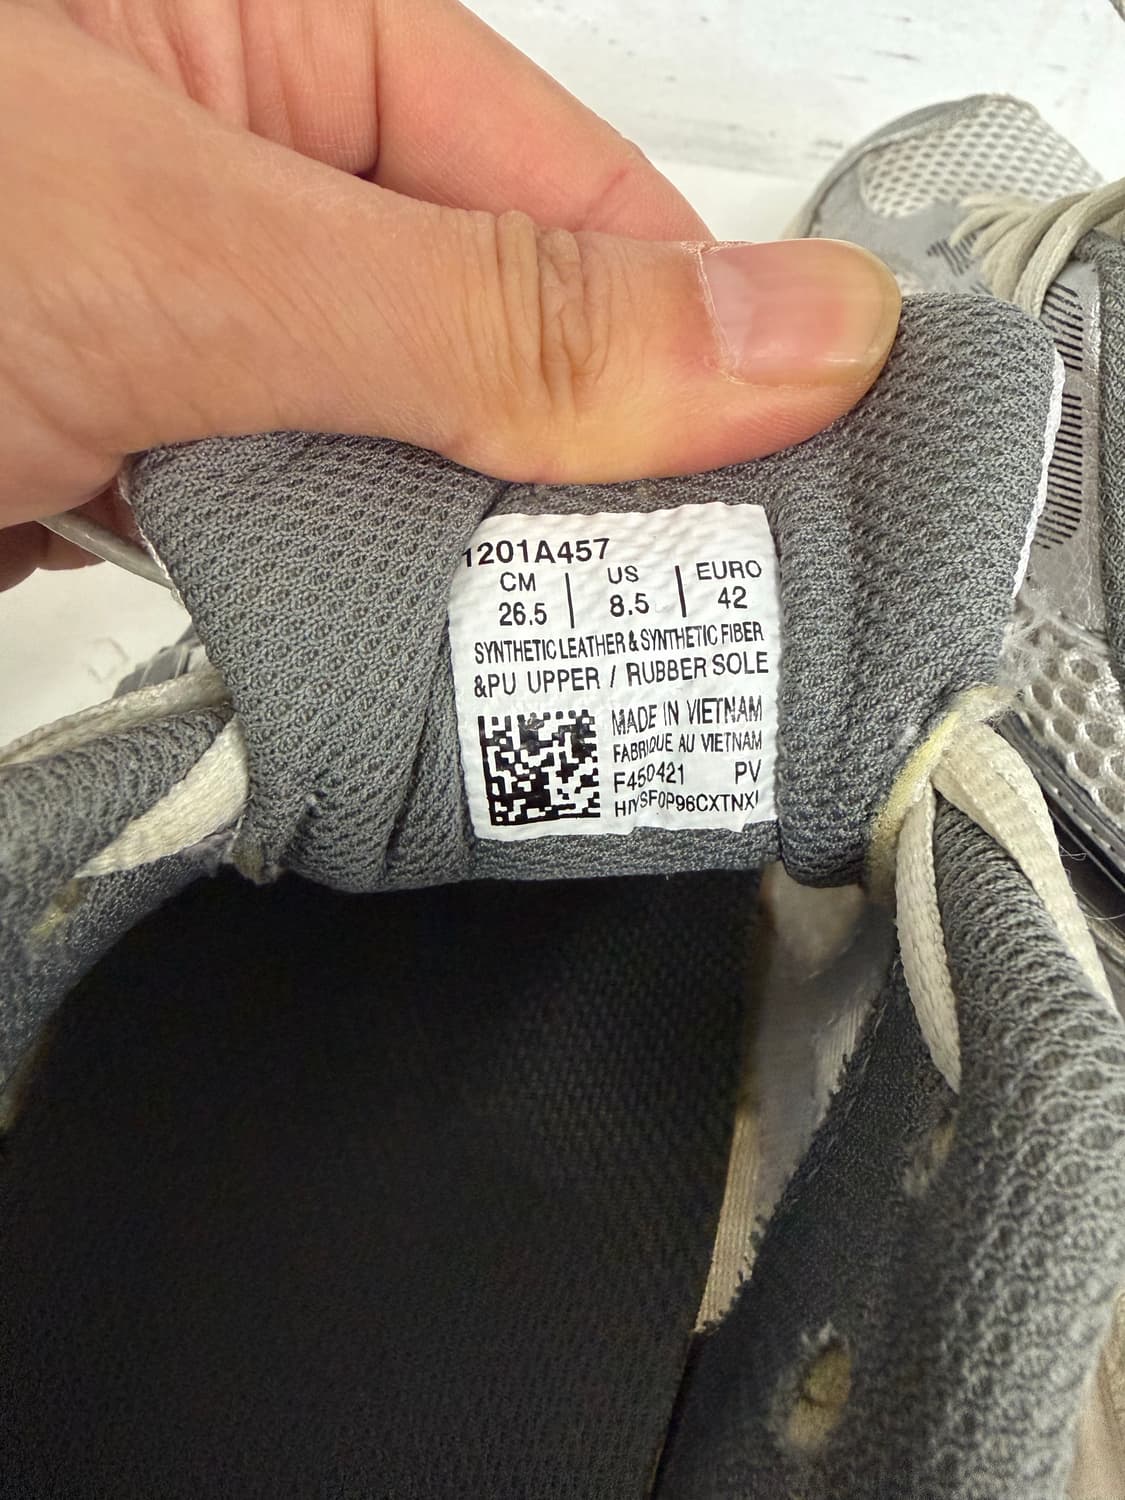 1201A457
CM US EURO
26.5 8.5 42
SYNTHETIC LEATHER & SYNTHETIC FIBER
&PU UPPER / RUBBER SOLE
MADE IN VIETNAM
FABRIQUE AU VIETNAM
F450421 PV